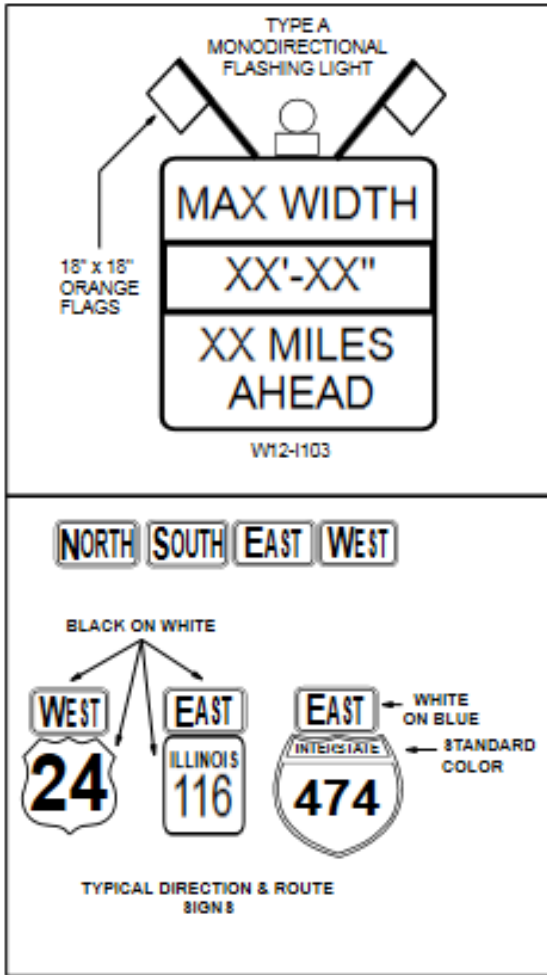 TYPE A
MONODIRECTIONAL
FLASHING LIGHT
18" x 18"
ORANGE
FLAGS
MAX WIDTH
XX'-XX"
XX MILES
AHEAD
W12-I103
NORTH SOUTH EAST WEST
BLACK ON WHITE
WEST
24
EAST
ILLINOIS
116
EAST
INTERSTATE
474
WHITE
ON BLUE
STANDARD
COLOR
TYPICAL DIRECTION & ROUTE
SIGNS